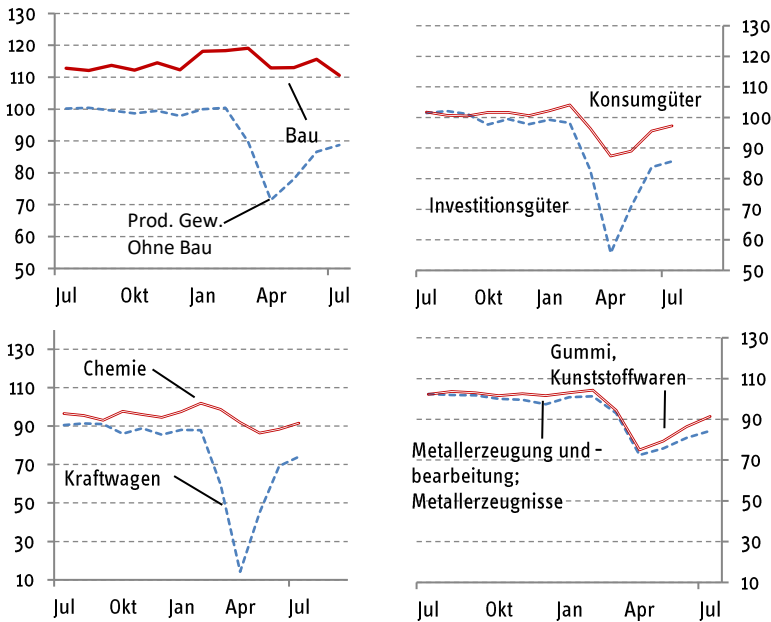 130
120
110
100
90
80
70
60
50
Bau
Prod. Gew.
Ohne Bau
Jul Okt Jan Apr Jul
130
120
110
100
90
80
70
60
50
Konsumgüter
Investitionsgüter
Jul Okt Jan Apr Jul
130
110
90
70
50
30
10
Chemie
Kraftwagen
Jul Okt Jan Apr Jul
130
110
90
70
50
30
10
Gummi,
Kunststoffwaren
Metallerzeugung und -
bearbeitung;
Metallerzeugnisse
Jul Okt Jan Apr Jul